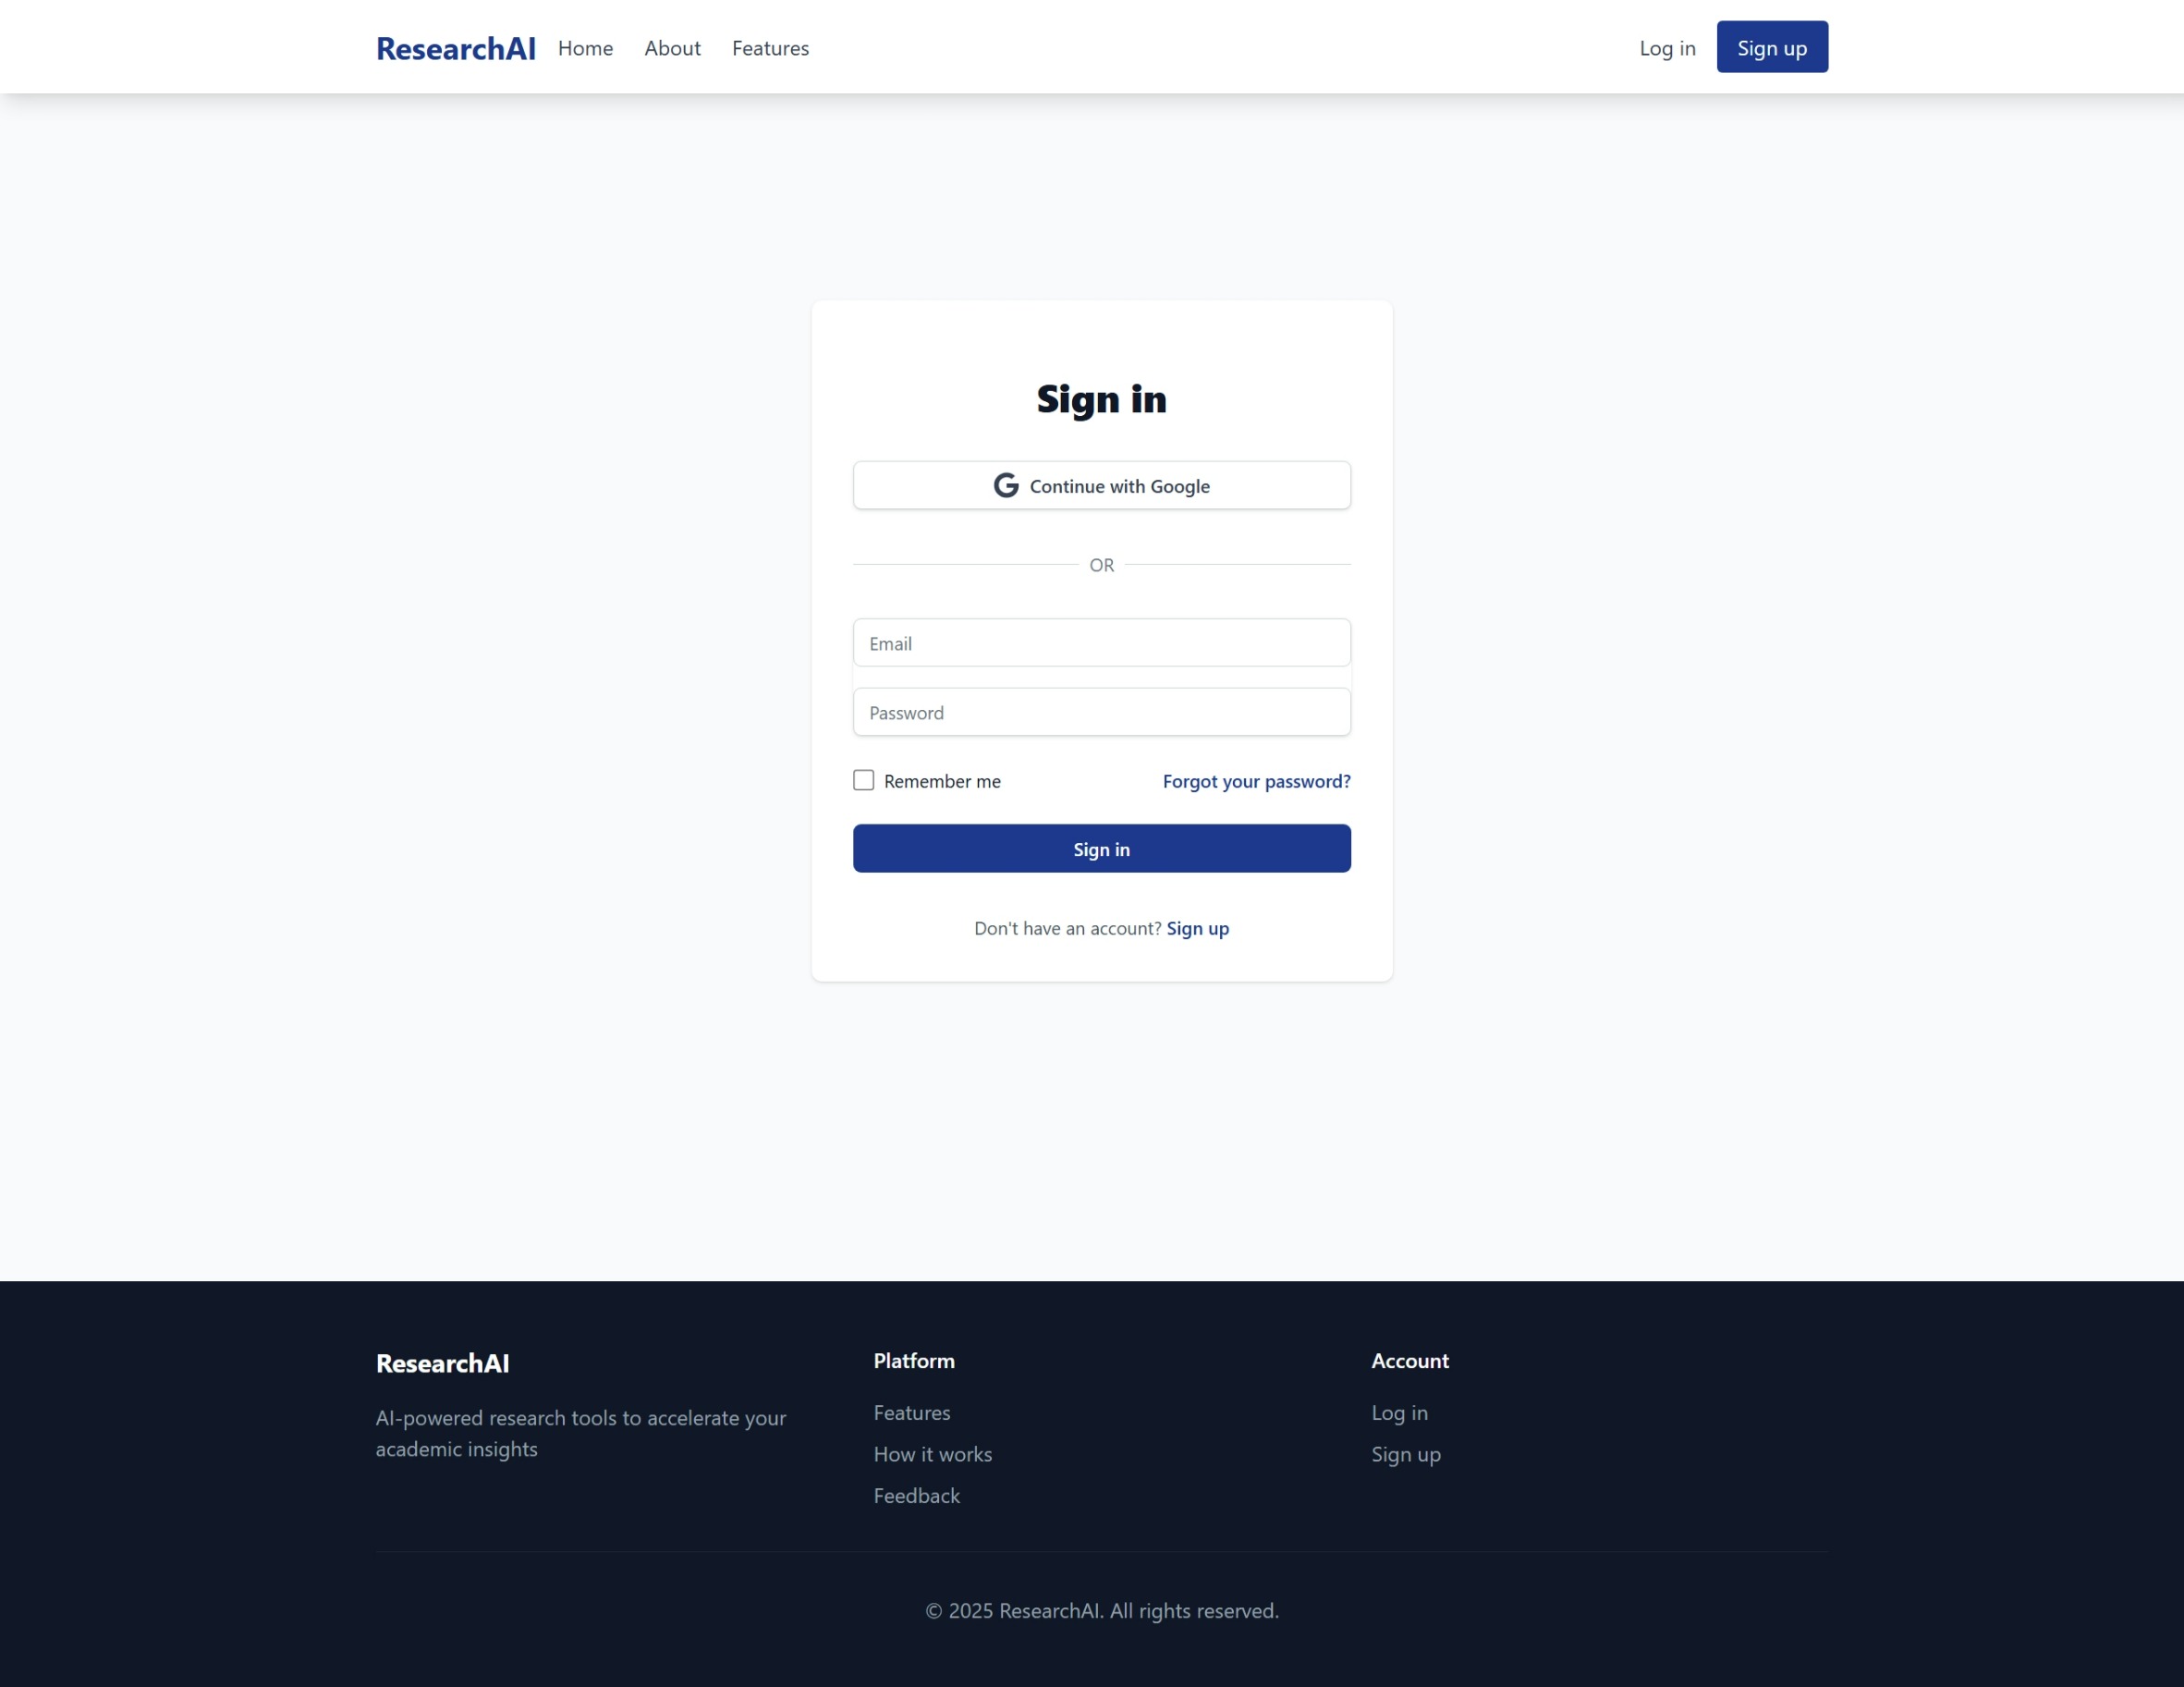 ResearchAI Home About Features Log in Sign up
Sign in
Continue with Google
OR
Email
Password
Remember me Forgot your password?
Sign in
Don't have an account? Sign up
ResearchAI
AI-powered research tools to accelerate your
academic insights
Platform
Features
How it works
Feedback
Account
Log in
Sign up
© 2025 ResearchAI. All rights reserved.